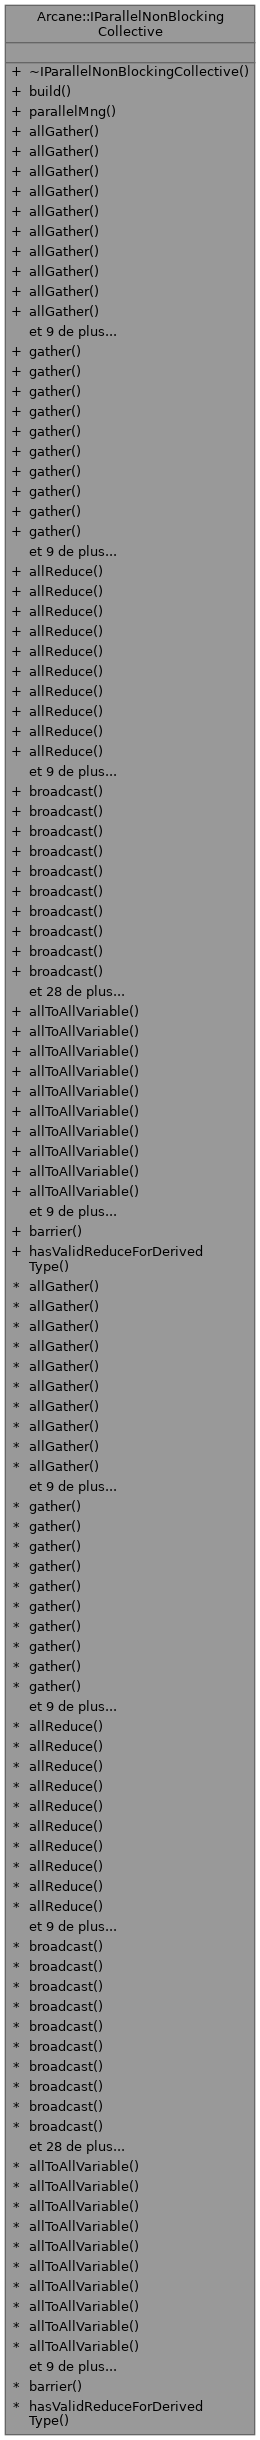 Arcane::IParallelNonBlocking
Collective
+ ~IParallelNonBlockingCollective()
+ build()
+ parallelMng()
+ allGather()
+ allGather()
+ allGather()
+ allGather()
+ allGather()
+ allGather()
+ allGather()
+ allGather()
+ allGather()
+ allGather()
et 9 de plus...
+ gather()
+ gather()
+ gather()
+ gather()
+ gather()
+ gather()
+ gather()
+ gather()
+ gather()
+ gather()
et 9 de plus...
+ allReduce()
+ allReduce()
+ allReduce()
+ allReduce()
+ allReduce()
+ allReduce()
+ allReduce()
+ allReduce()
+ allReduce()
+ allReduce()
et 9 de plus...
+ broadcast()
+ broadcast()
+ broadcast()
+ broadcast()
+ broadcast()
+ broadcast()
+ broadcast()
+ broadcast()
+ broadcast()
+ broadcast()
et 28 de plus...
+ allToAllVariable()
+ allToAllVariable()
+ allToAllVariable()
+ allToAllVariable()
+ allToAllVariable()
+ allToAllVariable()
+ allToAllVariable()
+ allToAllVariable()
+ allToAllVariable()
+ allToAllVariable()
et 9 de plus...
+ barrier()
+ hasValidReduceForDerived
Type()
* allGather()
* allGather()
* allGather()
* allGather()
* allGather()
* allGather()
* allGather()
* allGather()
* allGather()
* allGather()
et 9 de plus...
* gather()
* gather()
* gather()
* gather()
* gather()
* gather()
* gather()
* gather()
* gather()
* gather()
et 9 de plus...
* allReduce()
* allReduce()
* allReduce()
* allReduce()
* allReduce()
* allReduce()
* allReduce()
* allReduce()
* allReduce()
* allReduce()
et 9 de plus...
* broadcast()
* broadcast()
* broadcast()
* broadcast()
* broadcast()
* broadcast()
* broadcast()
* broadcast()
* broadcast()
* broadcast()
et 28 de plus...
* allToAllVariable()
* allToAllVariable()
* allToAllVariable()
* allToAllVariable()
* allToAllVariable()
* allToAllVariable()
* allToAllVariable()
* allToAllVariable()
* allToAllVariable()
* allToAllVariable()
et 9 de plus...
* barrier()
* hasValidReduceForDerived
Type()